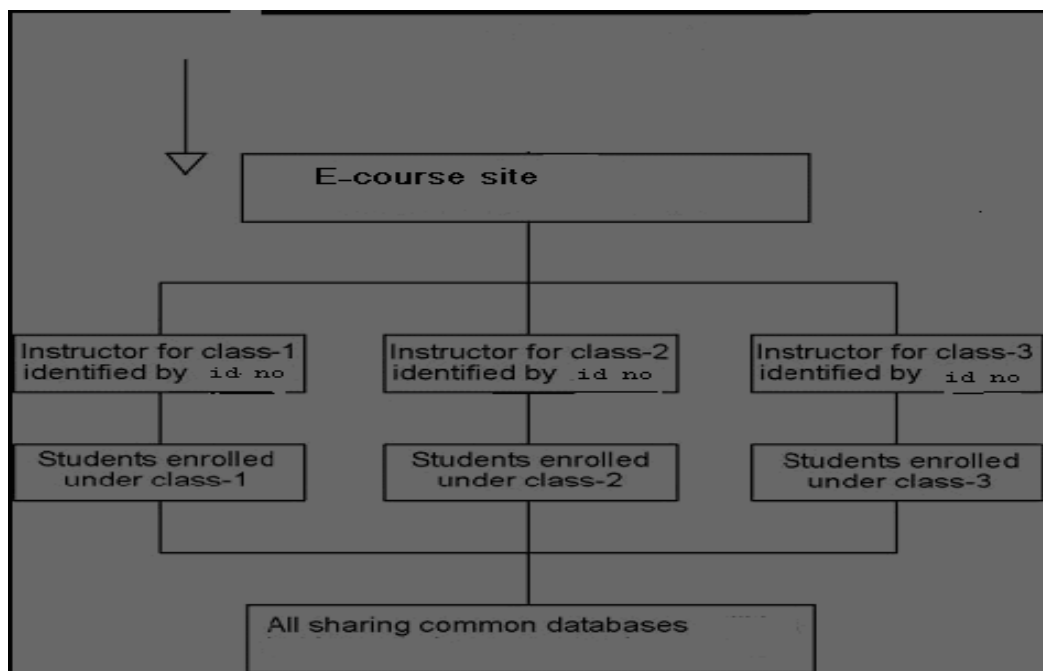 E-course site
Instructor for class-1
identified by id no
Instructor for class-2
identified by id no
Instructor for class-3
identified by id no
Students enrolled
under class-1
Students enrolled
under class-2
Students enrolled
under class-3
All sharing common databases